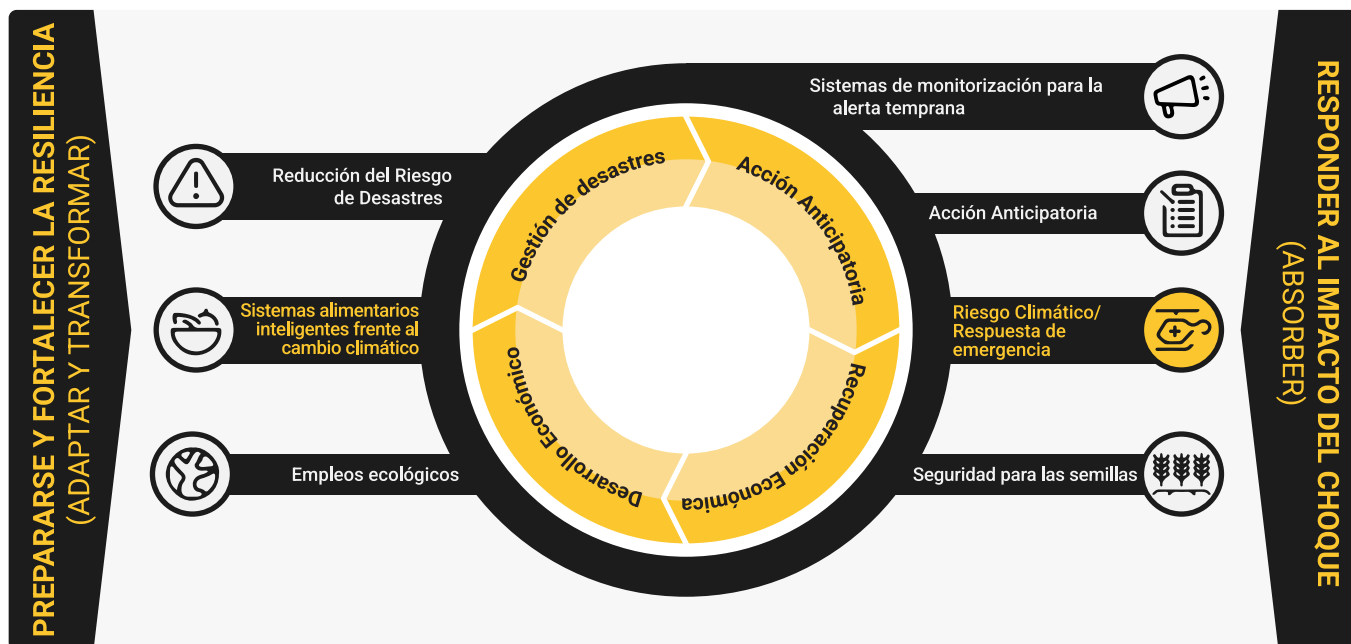 PREPARARSE Y FORTALECER LA RESILIENCIA
(ADAPTAR Y TRANSFORMAR)
Reducción del Riesgo
de Desastres
Sistemas alimentarios
inteligentes frente al
cambio climático
Empleos ecológicos
Gestión de desastres
Acción Anticipatoria
Recuperación Económica
Desarrollo Económico
Sistemas de monitorización para la
alerta temprana
Acción Anticipatoria
Riesgo Climático/
Respuesta de
emergencia
Seguridad para las semillas
RESPONDER AL IMPACTO DEL CHOQUE
(ABSORBER)